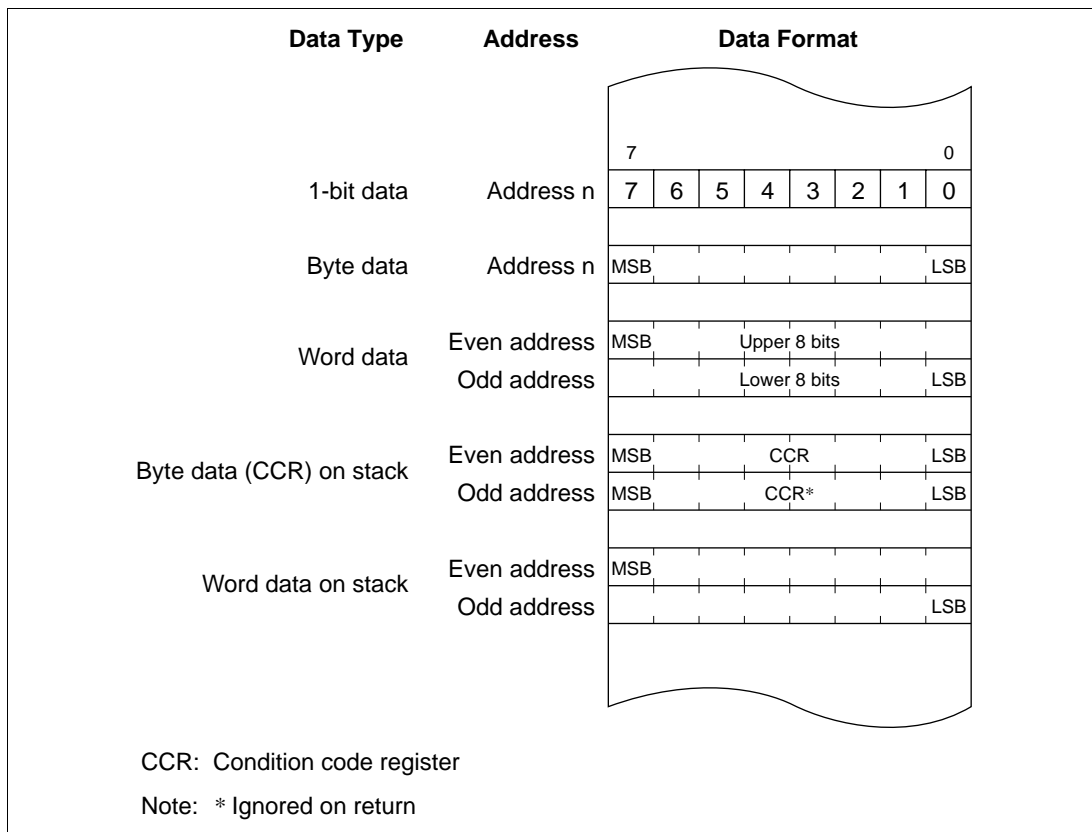 Data Type Address Data Format
7 0
1-bit data Address n 7 6 5 4 3 2 1 0
Byte data Address n MSB LSB
Word data
Even address MSB Upper 8 bits
Odd address Lower 8 bits LSB
Byte data (CCR) on stack
Even address MSB CCR LSB
Odd address MSB CCR* LSB
Word data on stack
Even address MSB
Odd address LSB
CCR: Condition code register
Note: * Ignored on return